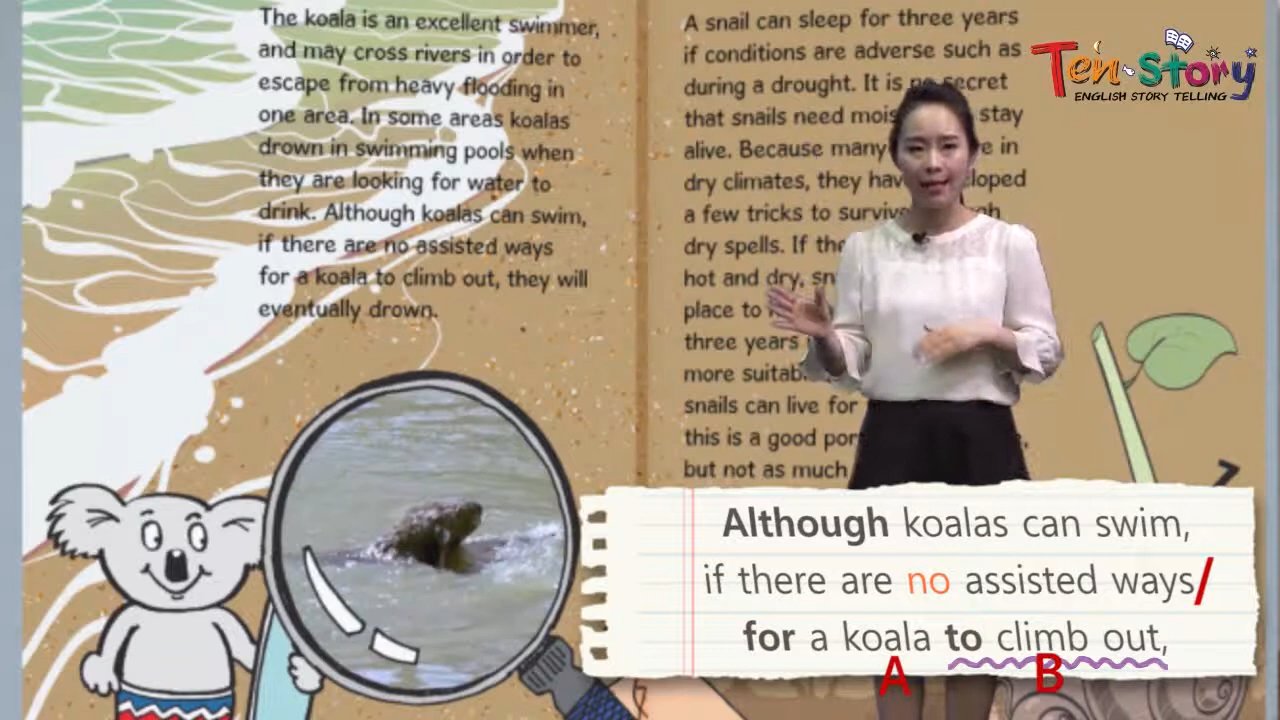 The koala is an excellent swimmer,
and may cross rivers in order to
escape from heavy flooding in
one area. In some areas koalas
drown in swimming pools when
they are looking for water to
drink. Although koalas can swim,
if there are no assisted ways
for a koala to climb out, they will
eventually drown.
A snail can sleep for three years
if conditions are adverse such as
during a drought. It is no secret
that snails need stay
alive. Because many in
dry climates, they
a few tricks to
dry spells. If
hot and dry,
place to
three years
more
snails can live for
this is a good
but not as much
Ten Story
ENGLISH STORY TELLING
Although koalas can swim,
if there are no assisted ways/
for a koala to climb out,
A B